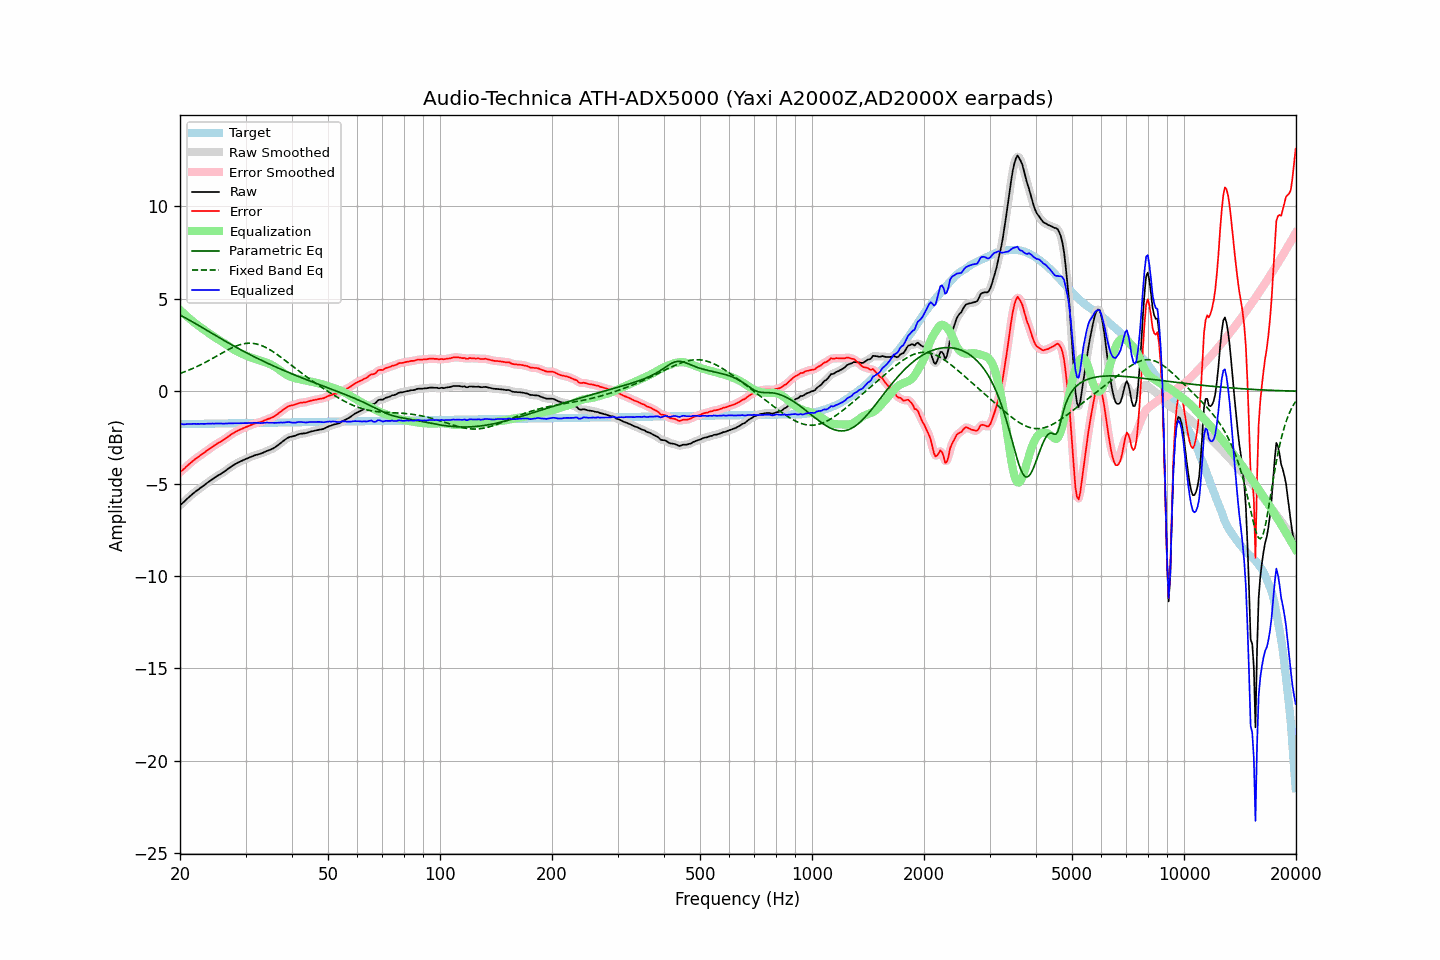 Audio-Technica ATH-ADX5000 (Yaxi A2000Z,AD2000X earpads)
Target
Raw Smoothed
Error Smoothed
Raw
Error
Equalization
Parametric Eq
Fixed Band Eq
Equalized
Amplitude (dBr)
10
5
0
−5
−10
−15
−20
−25
20 50 100 200 500 1000 2000 5000 10000 20000
Frequency (Hz)